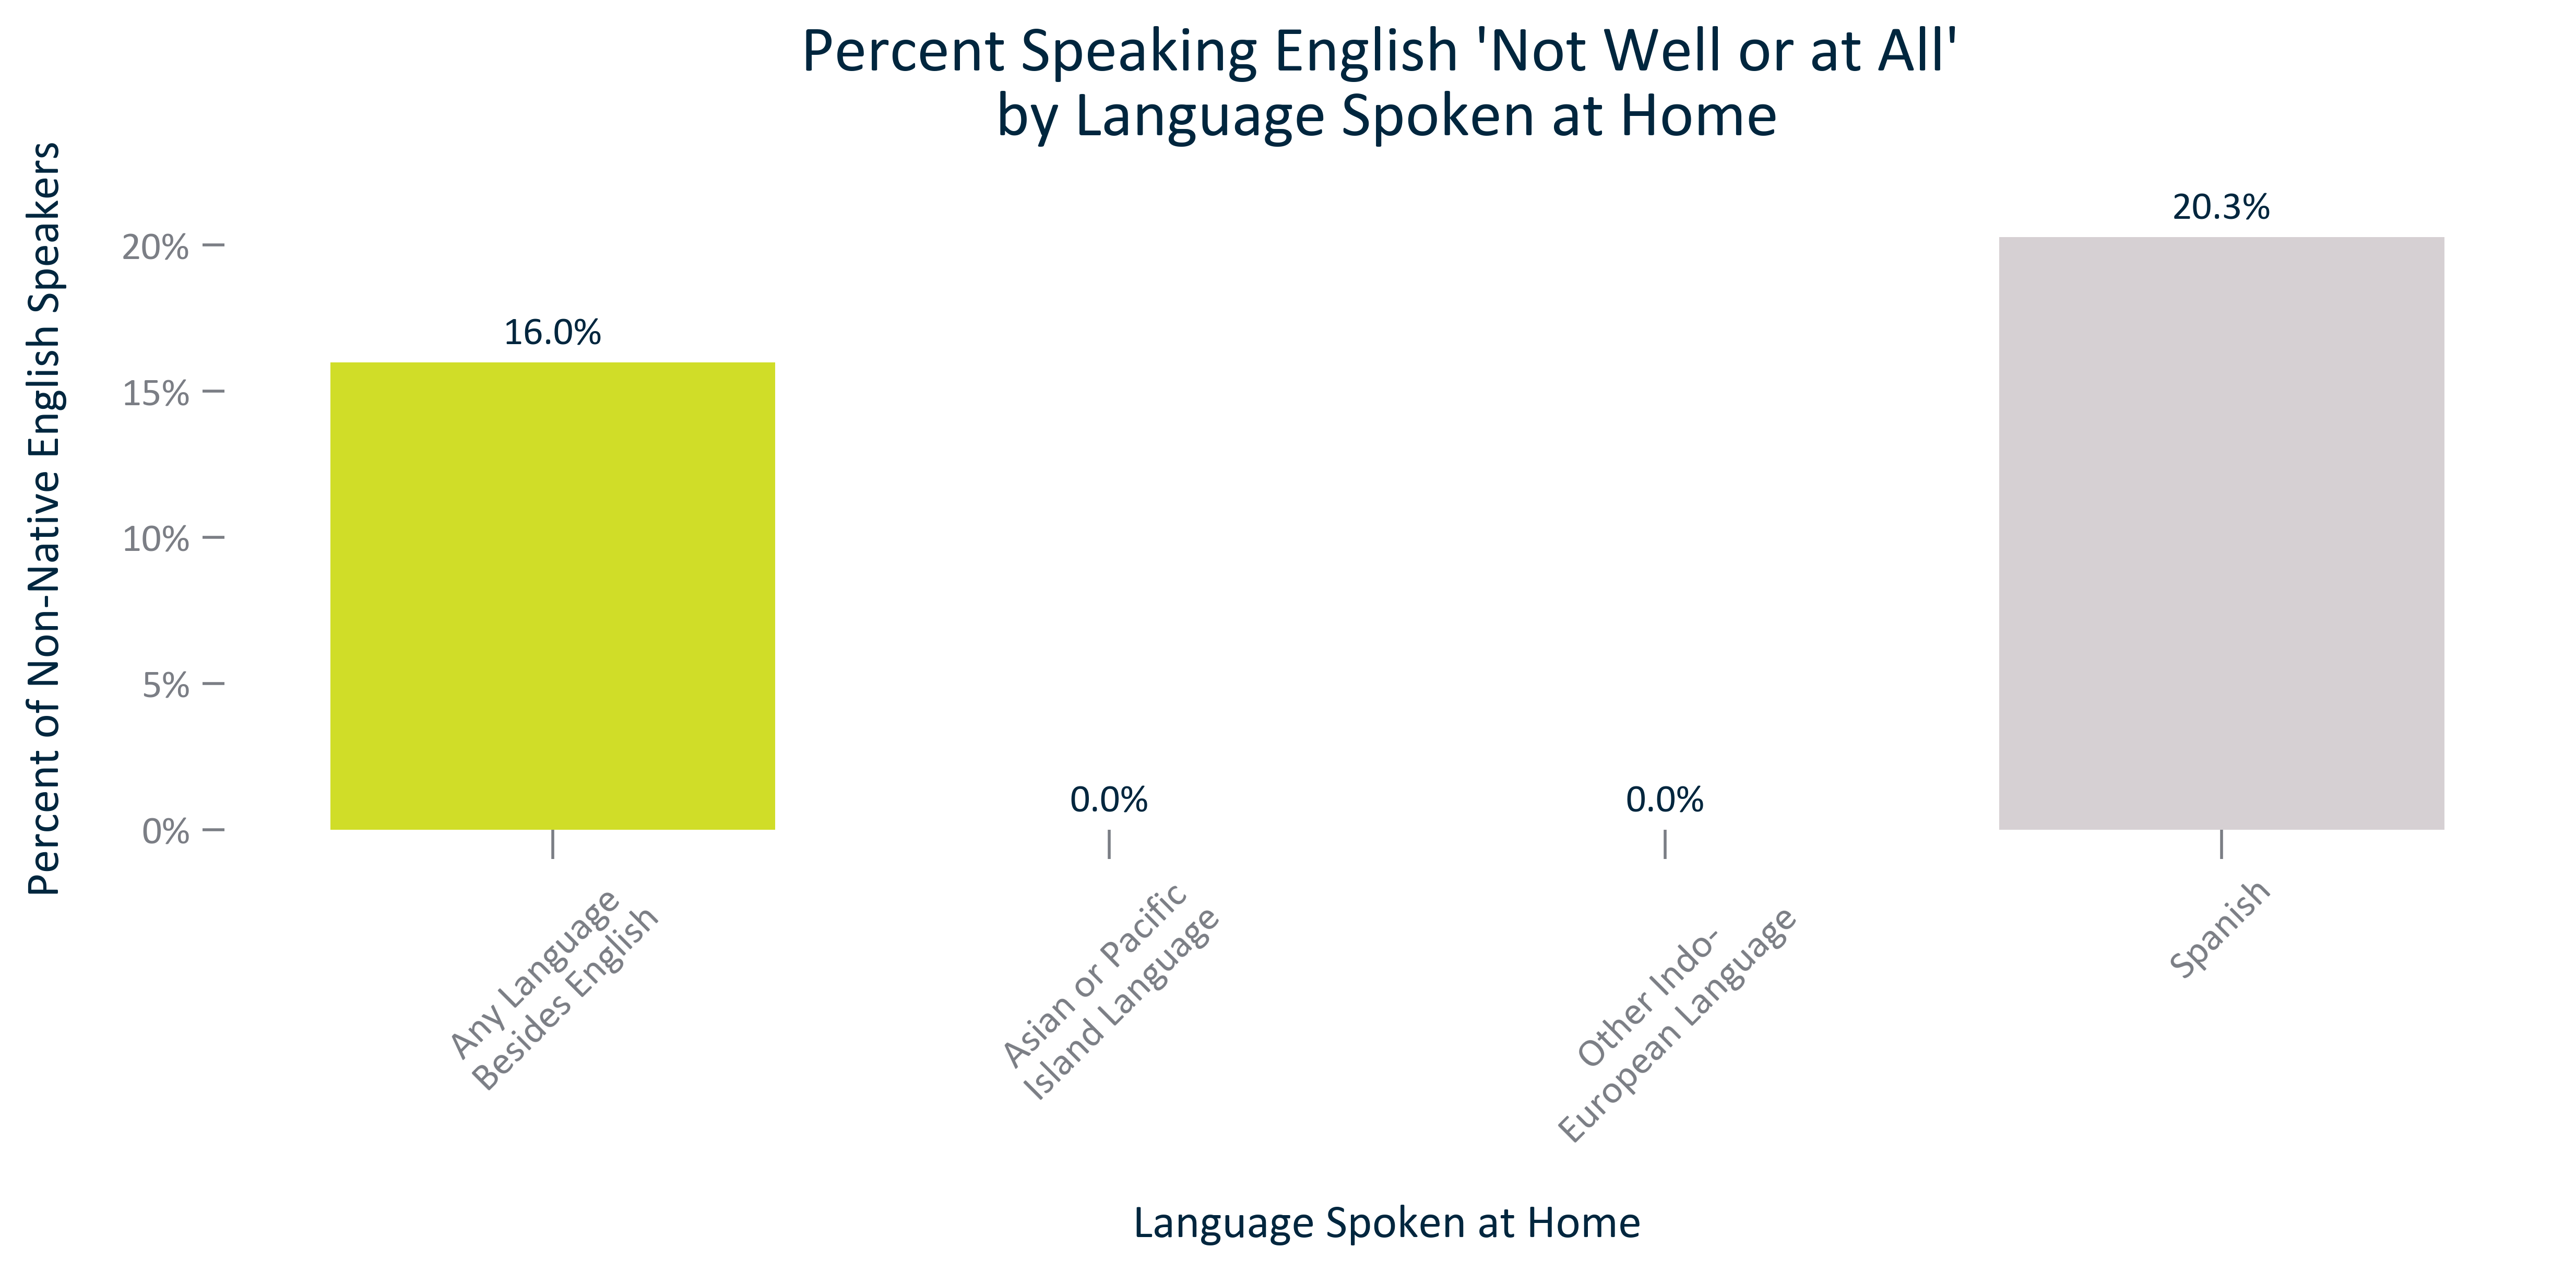 Percent Speaking English 'Not Well or at All'
by Language Spoken at Home
Percent of Non-Native English Speakers
20%
15%
10%
5%
0%
16.0%
0.0%
0.0%
20.3%
Any Language
Besides English
Asian or Pacific
Island Language
Other Indo-
European Language
Spanish
Language Spoken at Home